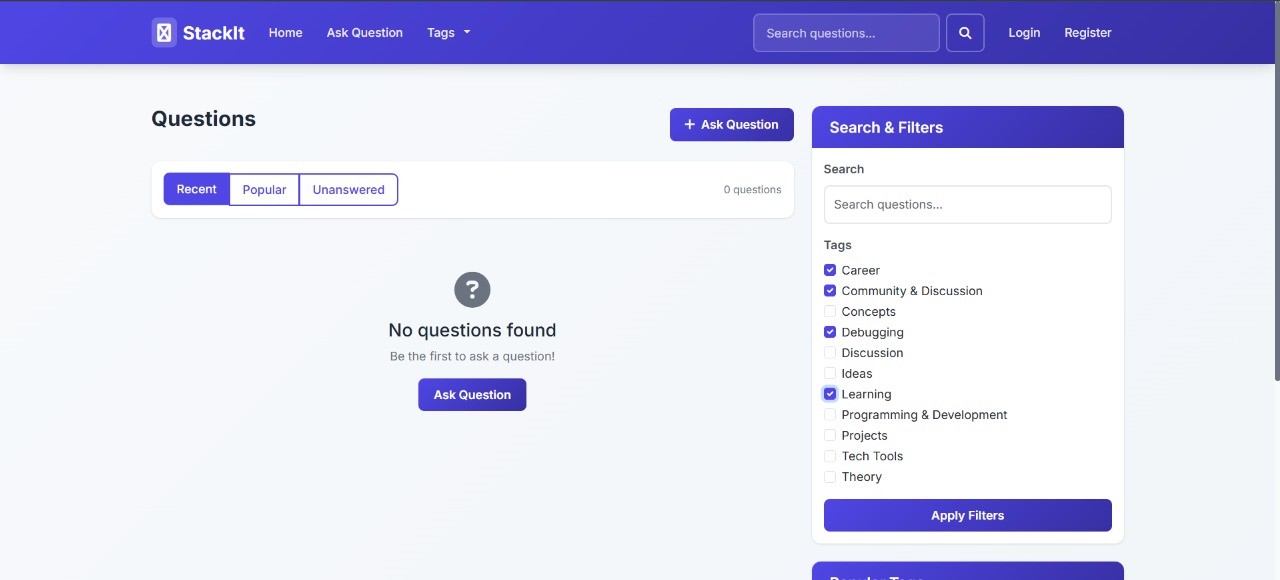 StackIt Home Ask Question Tags Search questions... Login Register
Questions
+ Ask Question
Recent Popular Unanswered 0 questions
?
No questions found
Be the first to ask a question!
Ask Question
Search & Filters
Search
Search questions...
Tags
Career
Community & Discussion
Concepts
Debugging
Discussion
Ideas
Learning
Programming & Development
Projects
Tech Tools
Theory
Apply Filters
Popular Tags